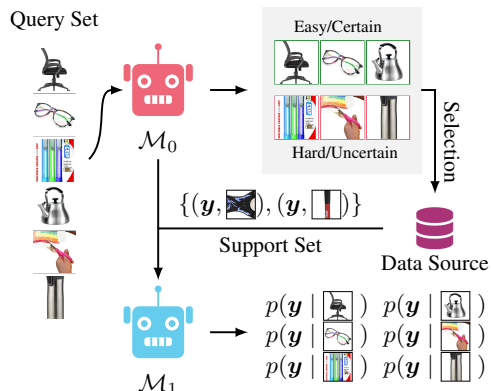 Query Set
Easy/Certain
Hard/Uncertain
Selection
M₀
{(y, ), (y, )}
Support Set
Data Source
M₁
p(y | ) p(y | )
p(y | ) p(y | )
p(y | ) p(y | )